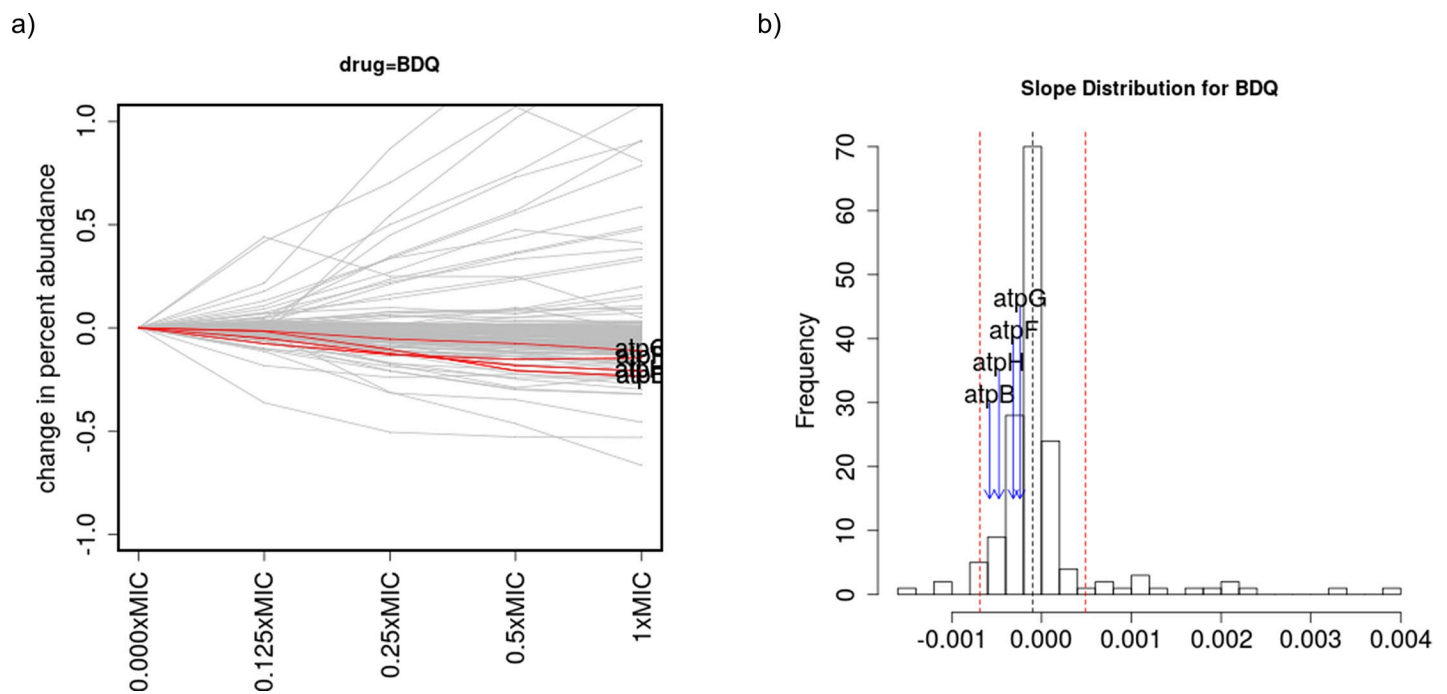 a)
drug=BDQ
change in percent abundance
1.0
0.5
0.0
-0.5
-1.0
0.000xMIC
0.125xMIC
0.25xMIC
0.5xMIC
1xMIC
b)
Slope Distribution for BDQ
Frequency
70
60
50
40
30
20
10
0
atpG
atpF
atpH
atpB
-0.001
0.000
0.001
0.002
0.003
0.004